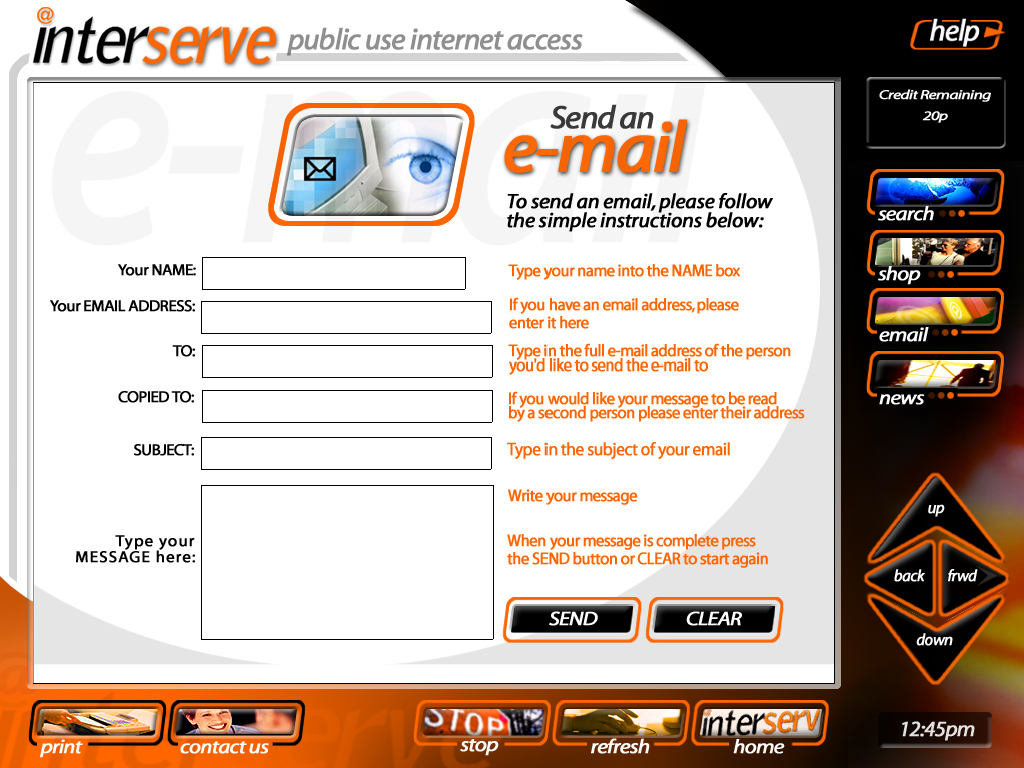 @
interserve public use internet access
help
Credit Remaining
20p
e-mail
Send an
e-mail
To send an email, please follow
the simple instructions below:
Your NAME:
Type your name into the NAME box
Your EMAIL ADDRESS:
If you have an email address, please
enter it here
TO:
Type in the full e-mail address of the person
you'd like to send the e-mail to
COPIED TO:
If you would like your message to be read
by a second person please enter their address
SUBJECT:
Type in the subject of your email
Type your
MESSAGE here:
Write your message
When your message is complete press
the SEND button or CLEAR to start again
SEND
CLEAR
search
shop
email
news
up
back
frwd
down
@
interserv
print
contact us
STOP
stop
refresh
interserv
home
12:45pm